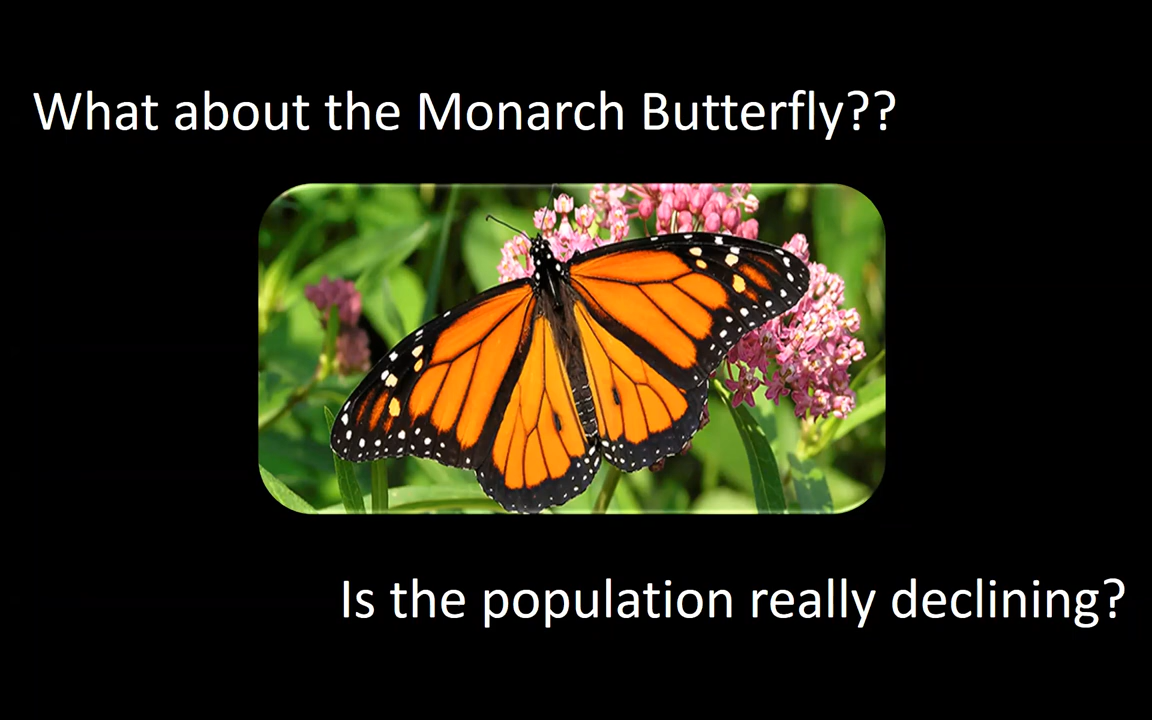 What about the Monarch Butterfly??
Is the population really declining?